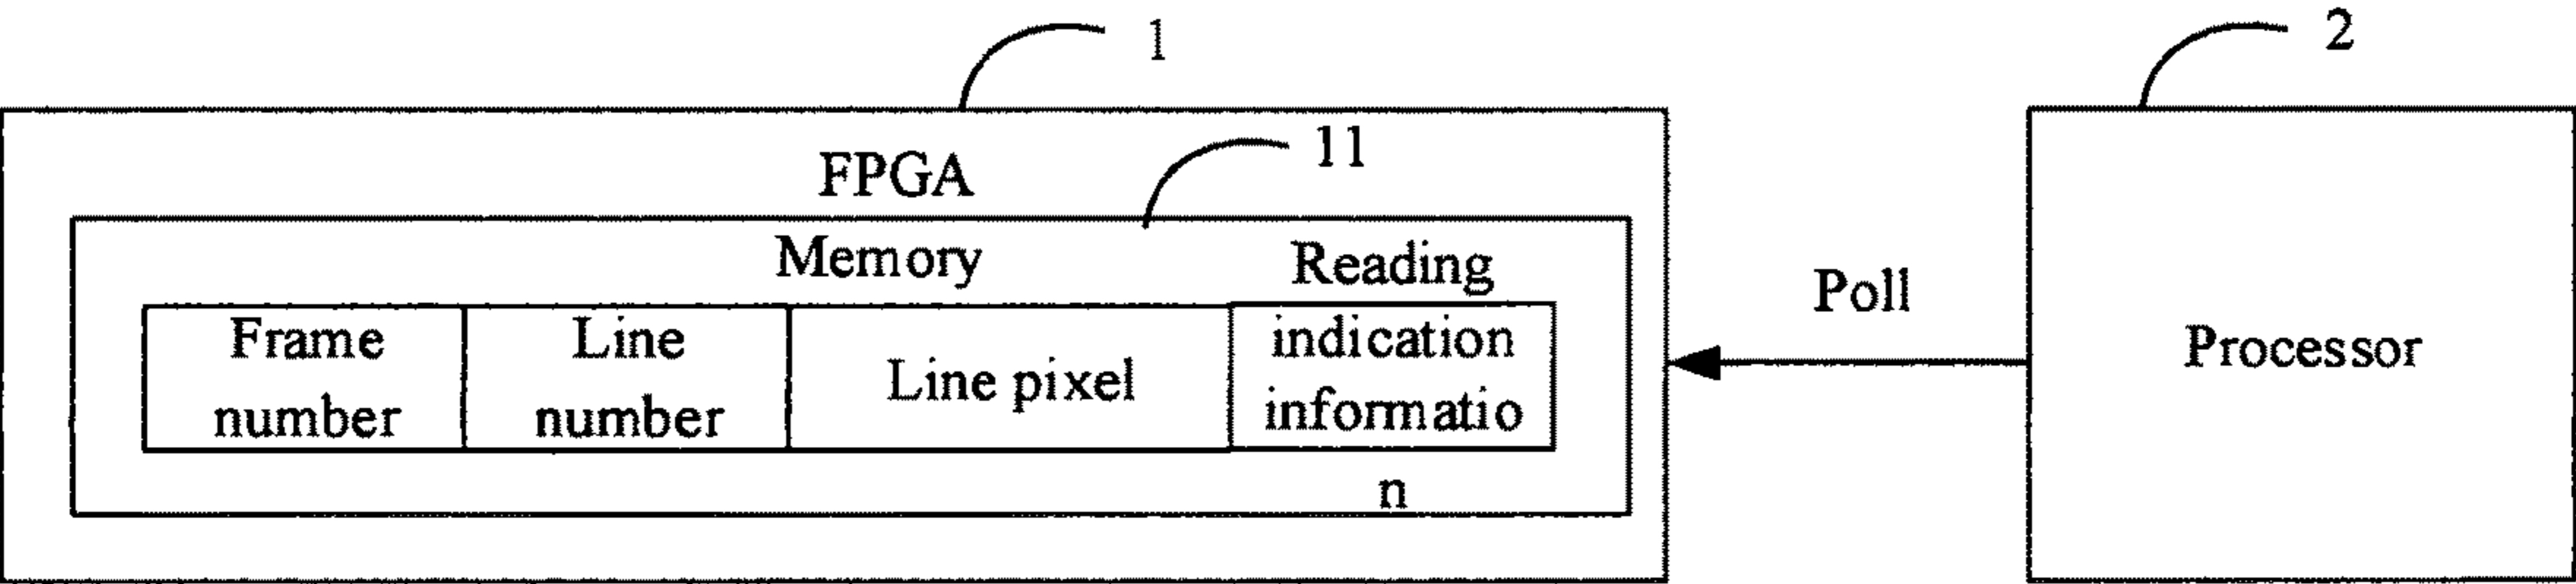 1
2
11
FPGA
Memory
Reading
indication
informatio
n
Frame
number
Line
number
Line pixel
Poll
Processor